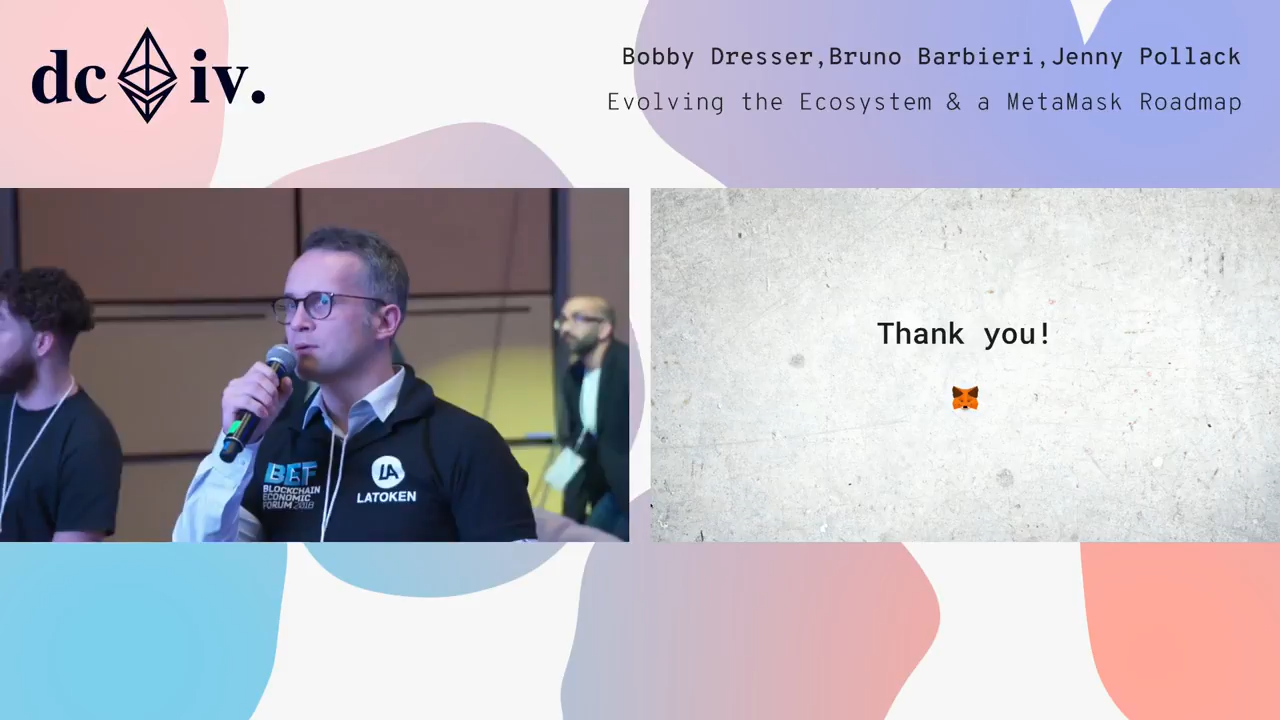 dc iv.
Bobby Dresser,Bruno Barbieri,Jenny Pollack
Evolving the Ecosystem & a MetaMask Roadmap
Thank you!
BEF
BLOCKCHAIN
ECONOMIC
FORUM 2018
LA
LATOKEN